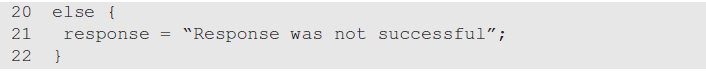 20 else {
21  response = “Response was not successful”;
22 }